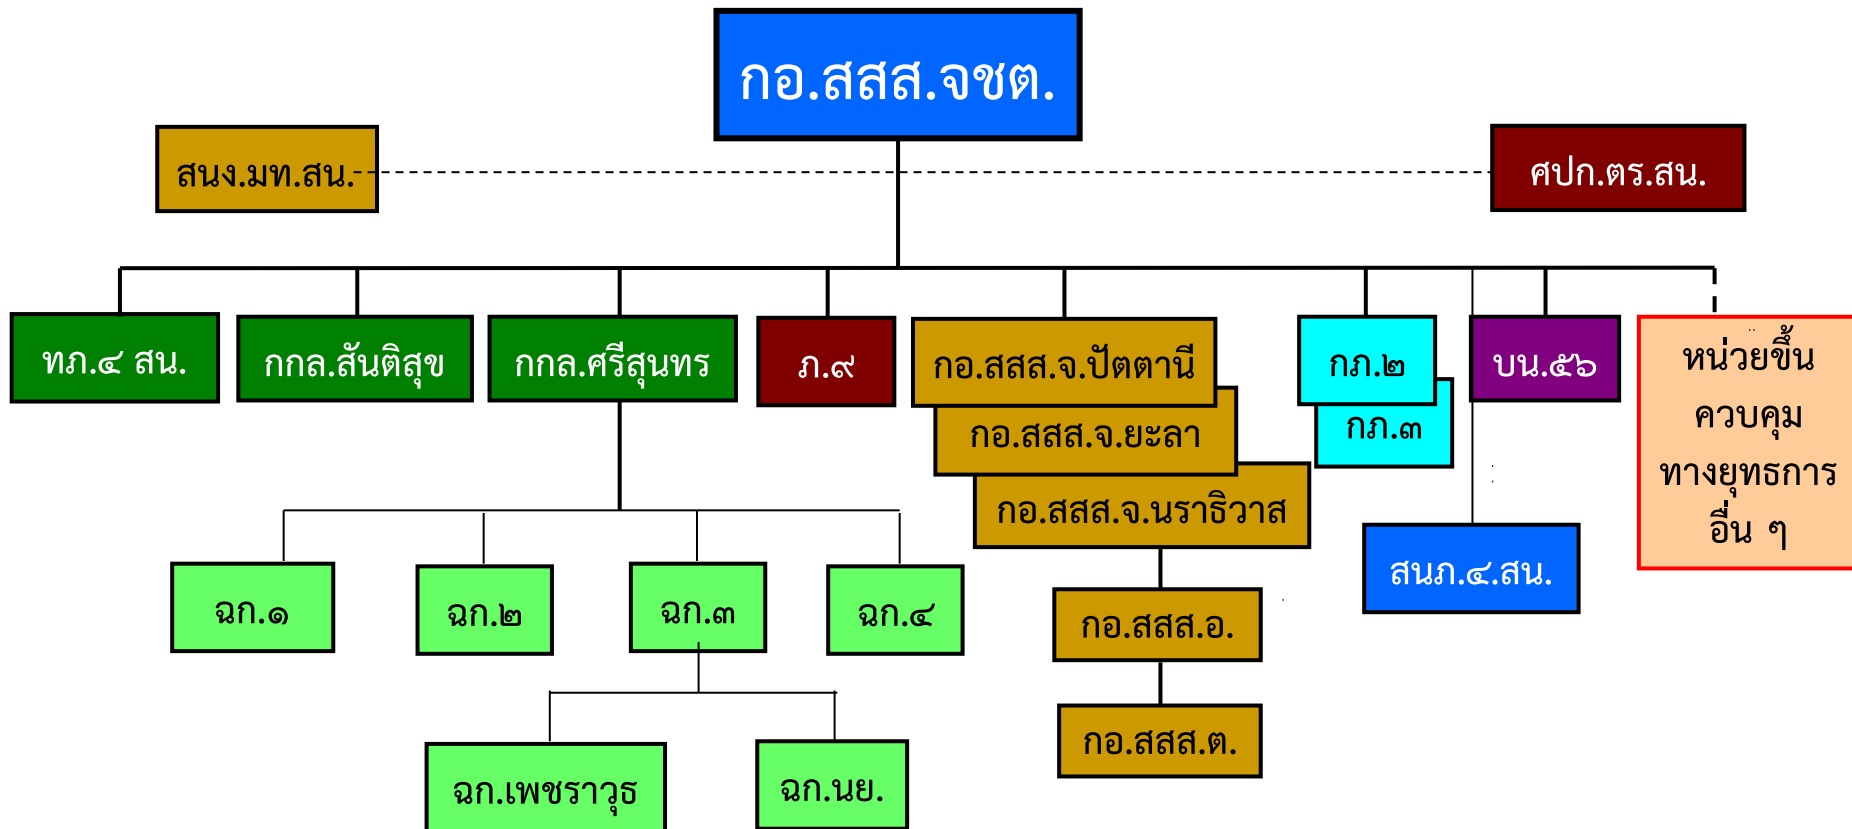 กอ.สสส.จชต.
สนง.มท.สน.
ศปก.ตร.สน.
ทภ.๔ สน.
กกล.สันติสุข
กกล.ศรีสุนทร
ภ.๙
กอ.สสส.จ.ปัตตานี
กอ.สสส.จ.ยะลา
กอ.สสส.จ.นราธิวาส
กภ.๒
กภ.๓
บน.๕๖
หน่วยขึ้น
ควบคุม
ทางยุทธการ
อื่น ๆ
สนภ.๔.สน.
ฉก.๑
ฉก.๒
ฉก.๓
ฉก.๔
กอ.สสส.อ.
กอ.สสส.ต.
ฉก.เพชราวุธ
ฉก.นย.